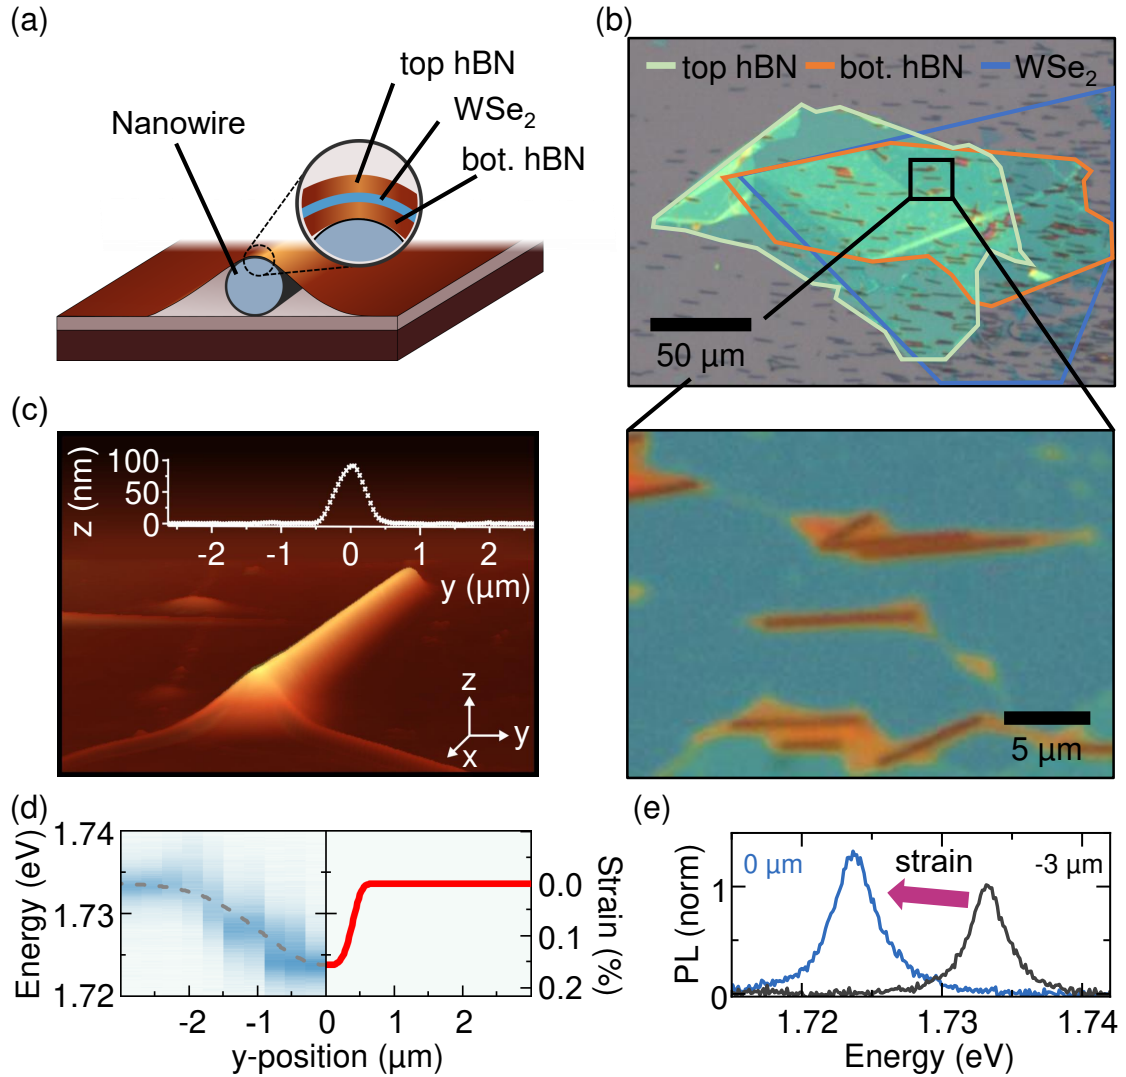 (a)
top hBN
WSe₂
Nanowire
bot. hBN
(b)
top hBN bot. hBN WSe₂
50 µm
5 µm
(c)
z (nm)
100
50
0
-2 -1 0 1 2
y (µm)
z
y
x
(d)
Energy (eV)
1.74
1.73
1.72
0.0
0.1
0.2
Strain (%)
-2 -1 0 1 2
y-position (µm)
(e)
PL (norm)
1
0
0 µm strain -3 µm
1.72 1.73 1.74
Energy (eV)